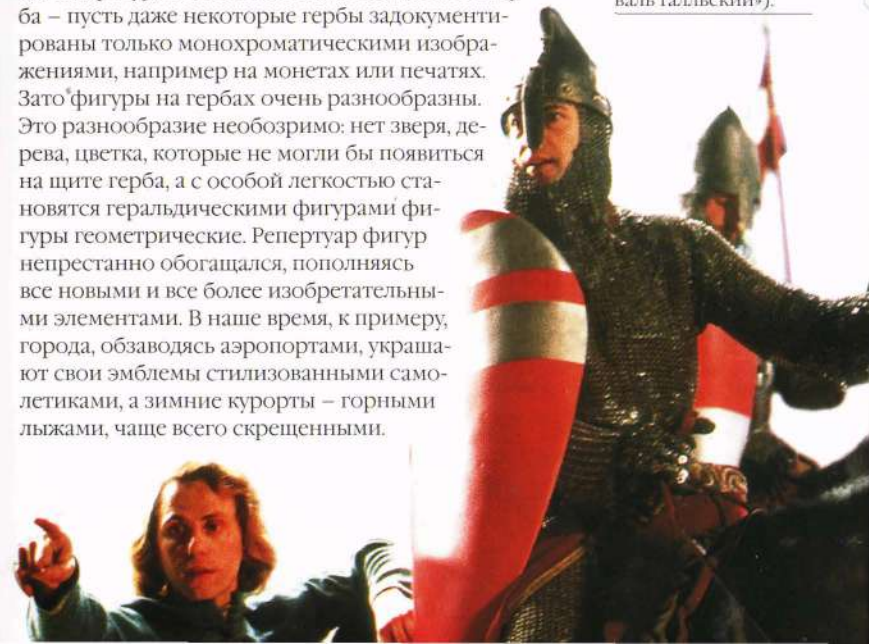 ба – пусть даже некоторые гербы задокументи-
рованы только монохроматическими изобра-
жениями, например на монетах или печатях.
Зато фигуры на гербах очень разнообразны.
Это разнообразие необозримо: нет зверя, де-
рева, цветка, которые не могли бы появиться
на щите герба, а с особой легкостью ста-
новятся геральдическими фигурами фи-
гуры геометрические. Репертуар фигур
непрестанно обогащался, пополняясь
все новыми и все более изобретательны-
ми элементами. В наше время, к примеру,
города, обзаводясь аэропортами, украша-
ют свои эмблемы стилизованными само-
летиками, а зимние курорты – горными
лыжами, чаще всего скрещенными.
валь Галльский»).